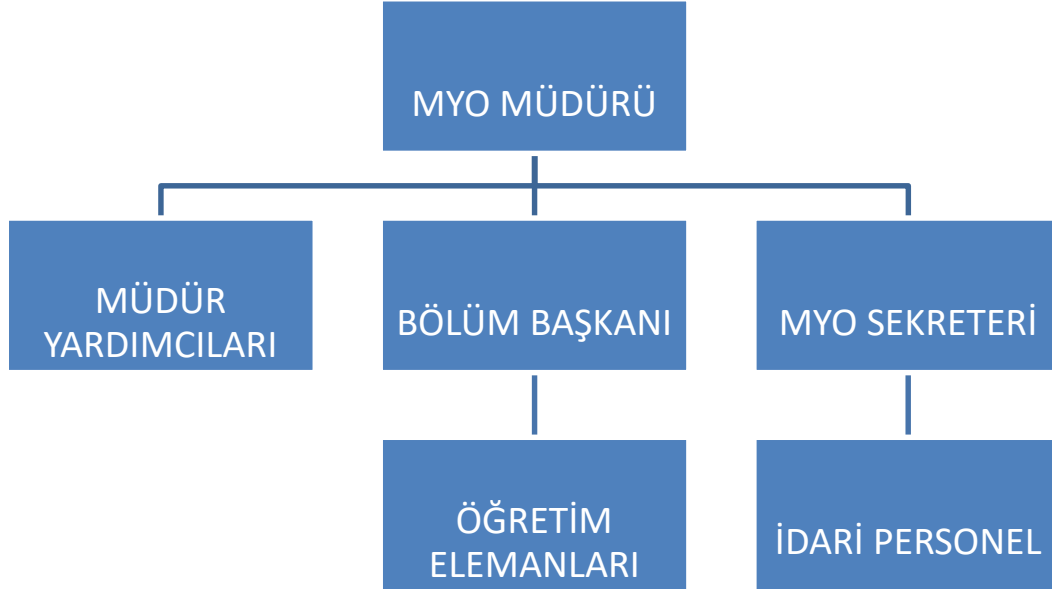 MYO MÜDÜRÜ
MÜDÜR
YARDIMCILARI
BÖLÜM BAŞKANI
MYO SEKRETERİ
ÖĞRETİM
ELEMANLARI
İDARİ PERSONEL